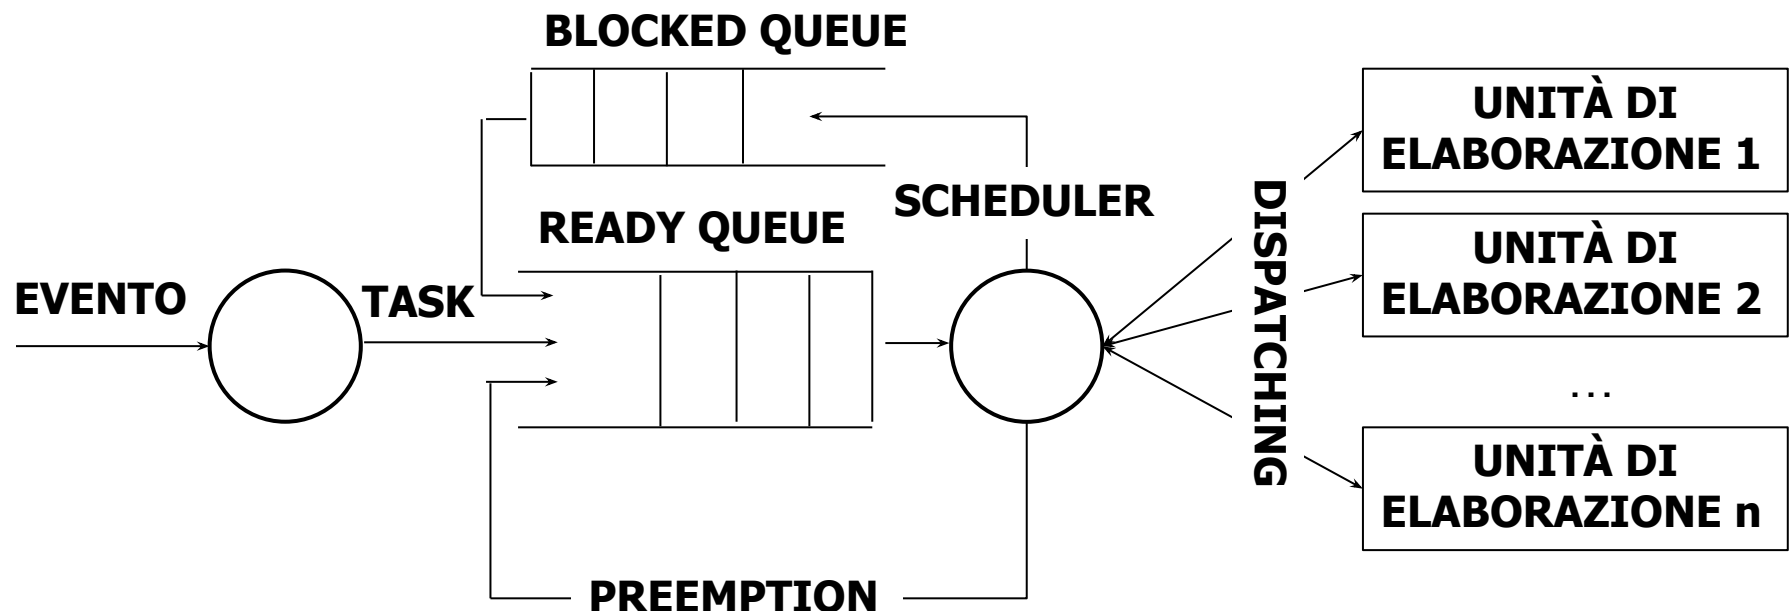 BLOCKED QUEUE
UNITÀ DI
ELABORAZIONE 1
SCHEDULER
DISPATCHING
READY QUEUE
UNITÀ DI
ELABORAZIONE 2
EVENTO
TASK
...
UNITÀ DI
ELABORAZIONE n
PREEMPTION